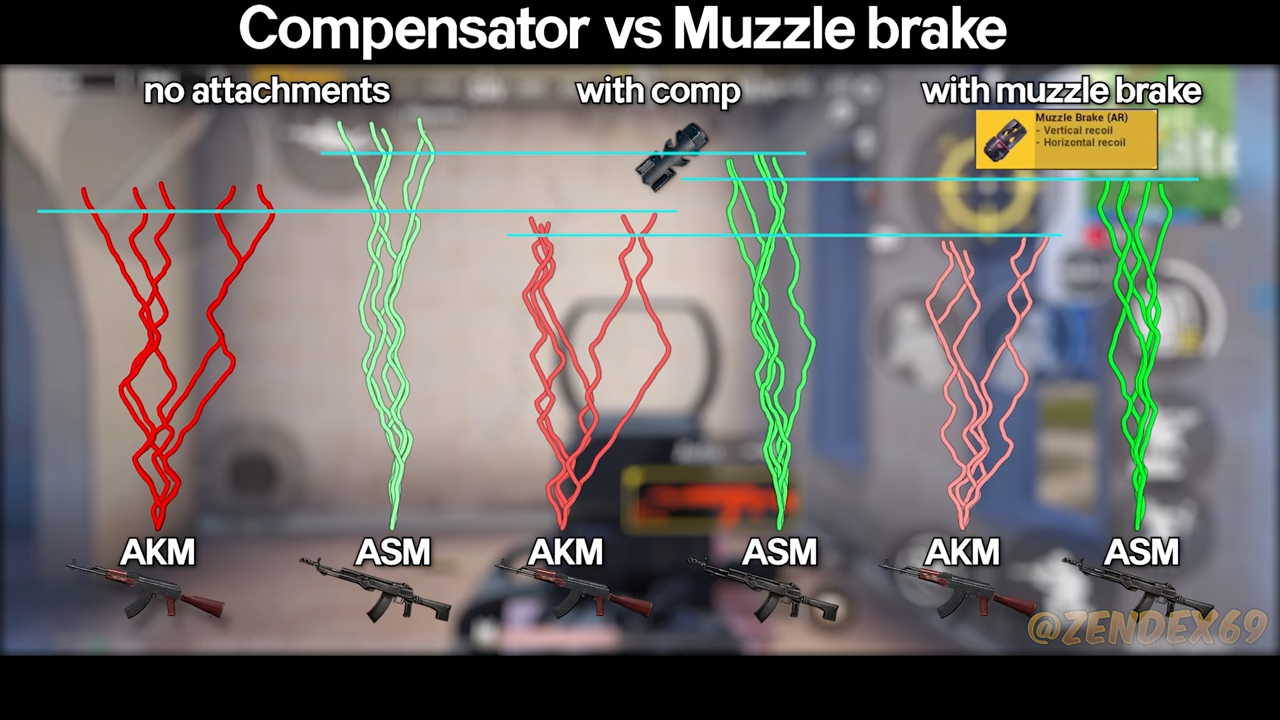 Compensator vs Muzzle brake
no attachments
with comp
with muzzle brake
Muzzle Brake (AR)
- Vertical recoil
- Horizontal recoil
AKM
ASM
AKM
ASM
AKM
ASM
@ZENDEX69